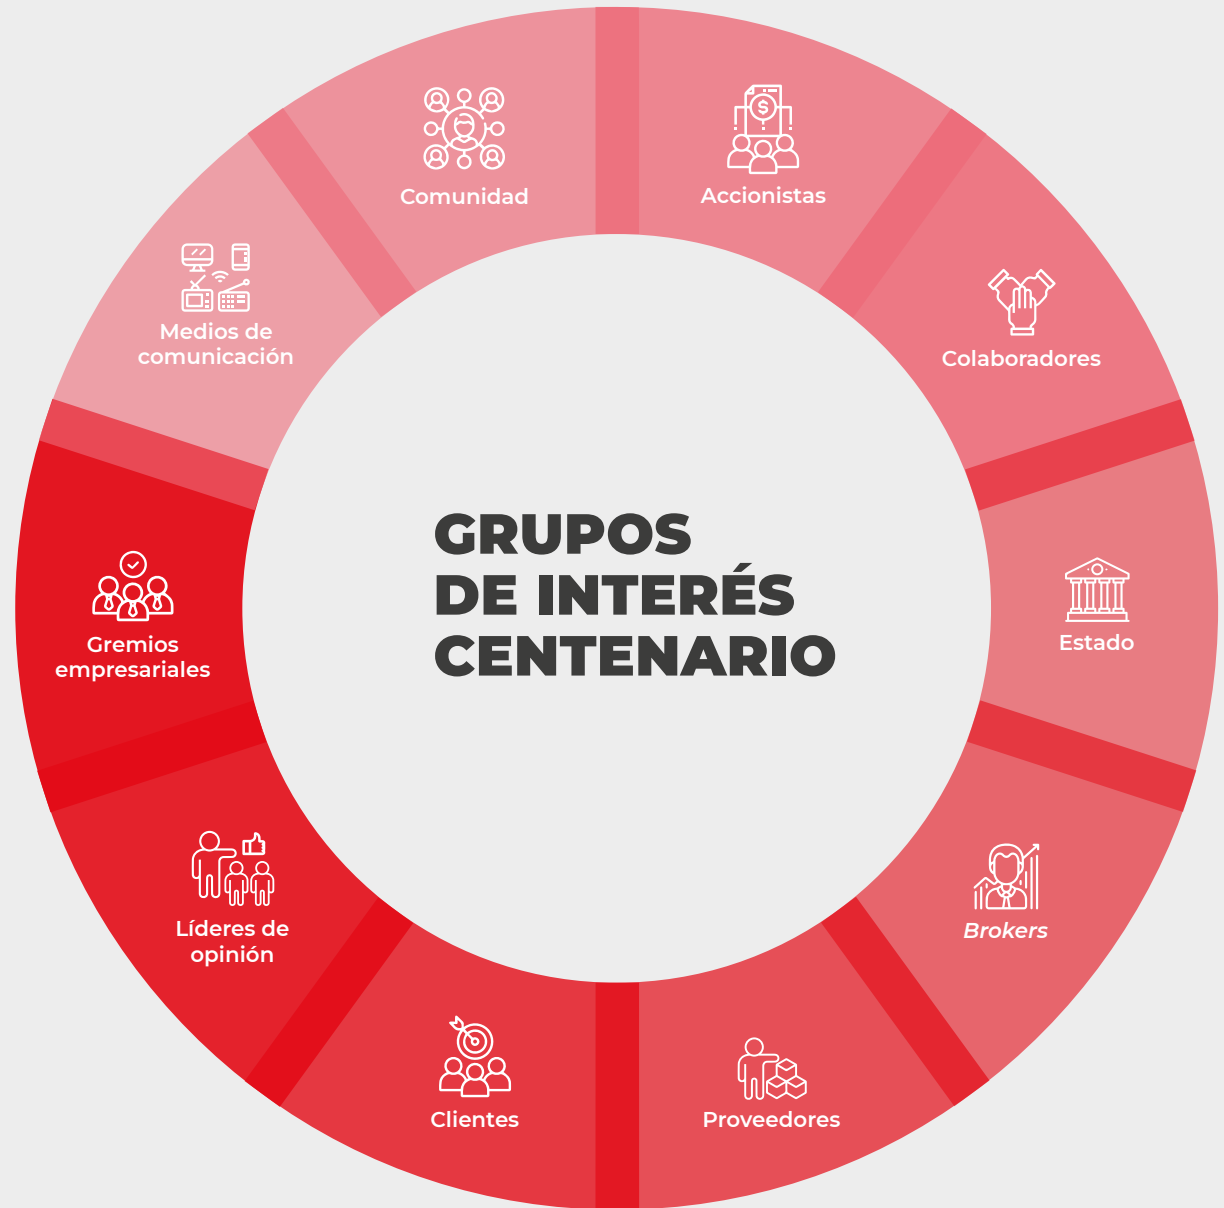 GRUPOS
DE INTERÉS
CENTENARIO
Accionistas
Colaboradores
Estado
Brokers
Proveedores
Clientes
Líderes de
opinión
Gremios
empresariales
Medios de
comunicación
Comunidad